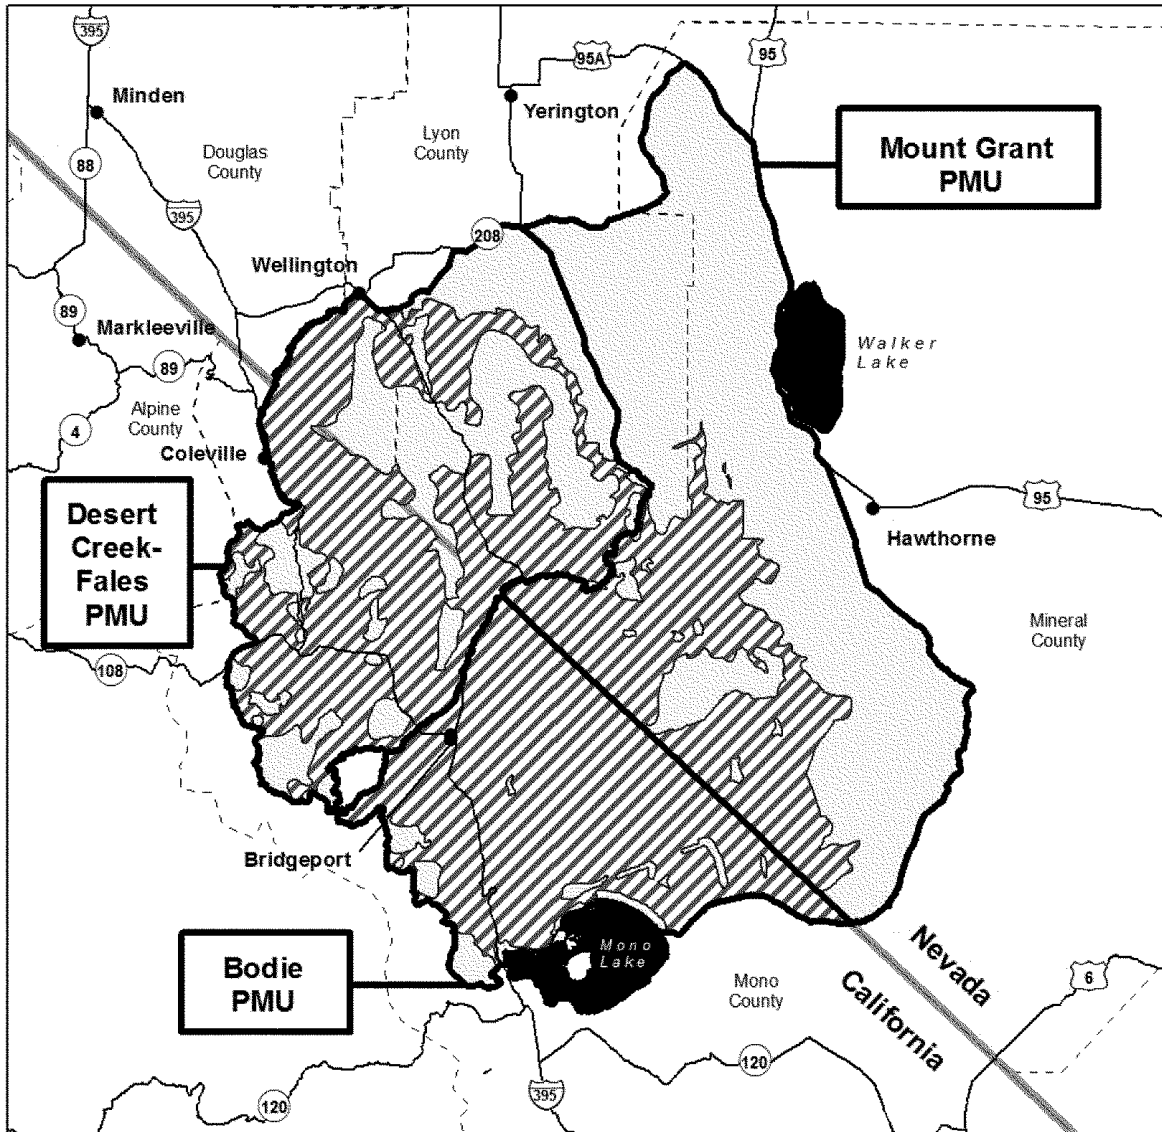 395
95A
95
Minden
Yerington
Lyon
County
Douglas
County
88
Mount Grant
PMU
395
208
Wellington
89
Markleeville
89
Walker
Lake
Alpine
County
4
Coleville
95
Hawthorne
Desert
Creek-
Fales
PMU
Mineral
County
108
Bridgeport
Bodie
PMU
Mono
Lake
Nevada
California
Mono
County
6
120
395
120